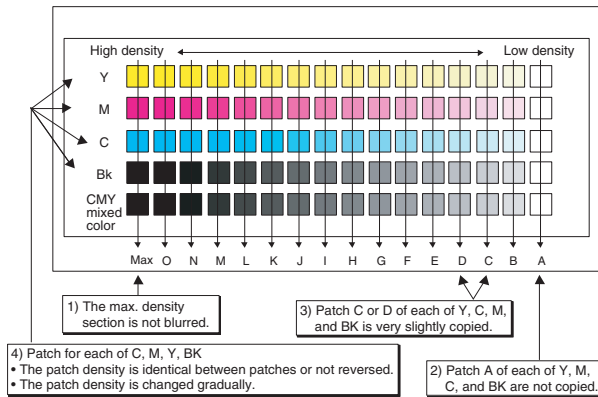 High density
Low density
Y
M
C
Bk
CMY
mixed
color
Max O N M L K J I H G F E D C B A
1) The max. density
section is not blurred.
3) Patch C or D of each of Y, C, M,
and BK is very slightly copied.
4) Patch for each of C, M, Y, BK
• The patch density is identical between patches or not reversed.
• The patch density is changed gradually.
2) Patch A of each of Y, M,
C, and BK are not copied.